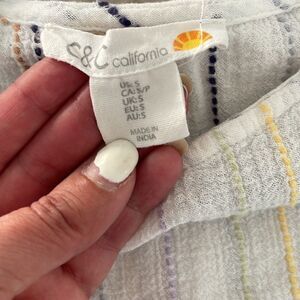 S&C california
US: S
CA: S/P
UK: S
EU: S
AU: S
MADE IN
INDIA